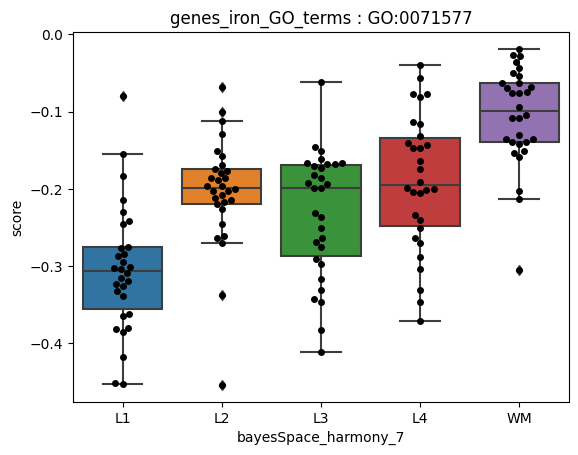 genes_iron_GO_terms : GO:0071577
0.0
−0.1
−0.2
−0.3
−0.4
score
L1 L2 L3 L4 WM
bayesSpace_harmony_7